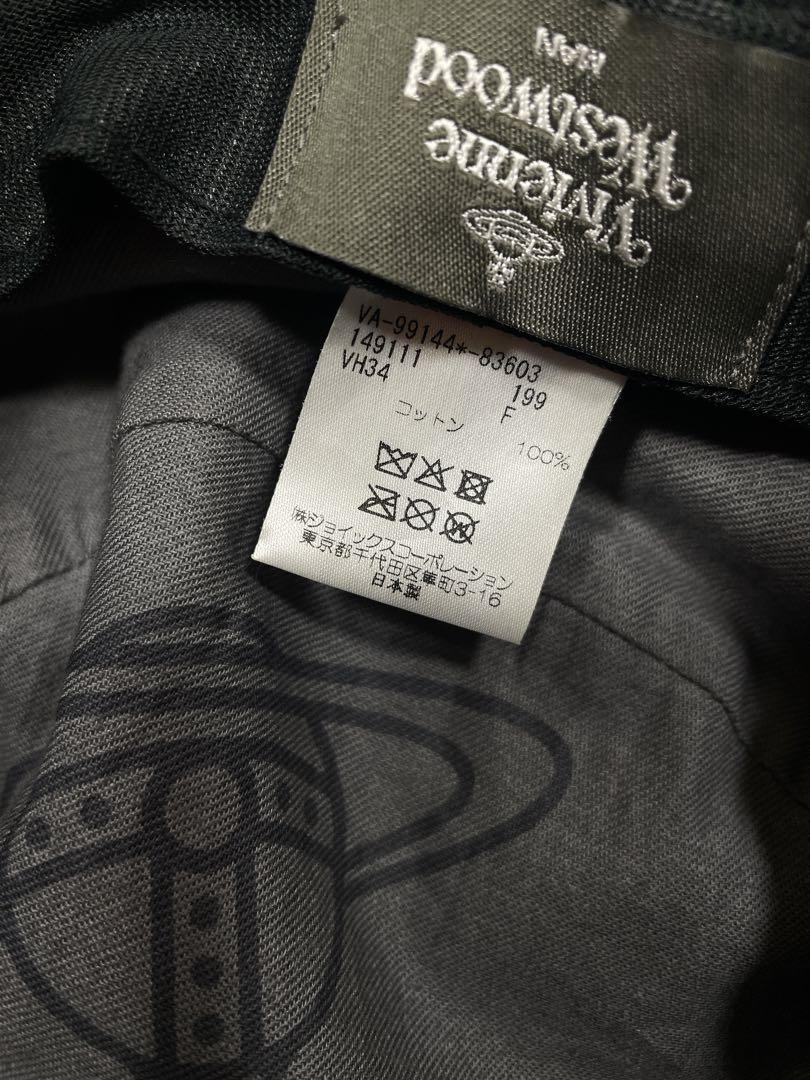 Vivienne
Westwood
MAN
VA-99144*-83603
149111 199
VH34 F
コットン 100%
㈱ジョイックスコーポレーション
東京都千代田区麹町3-16
日本製